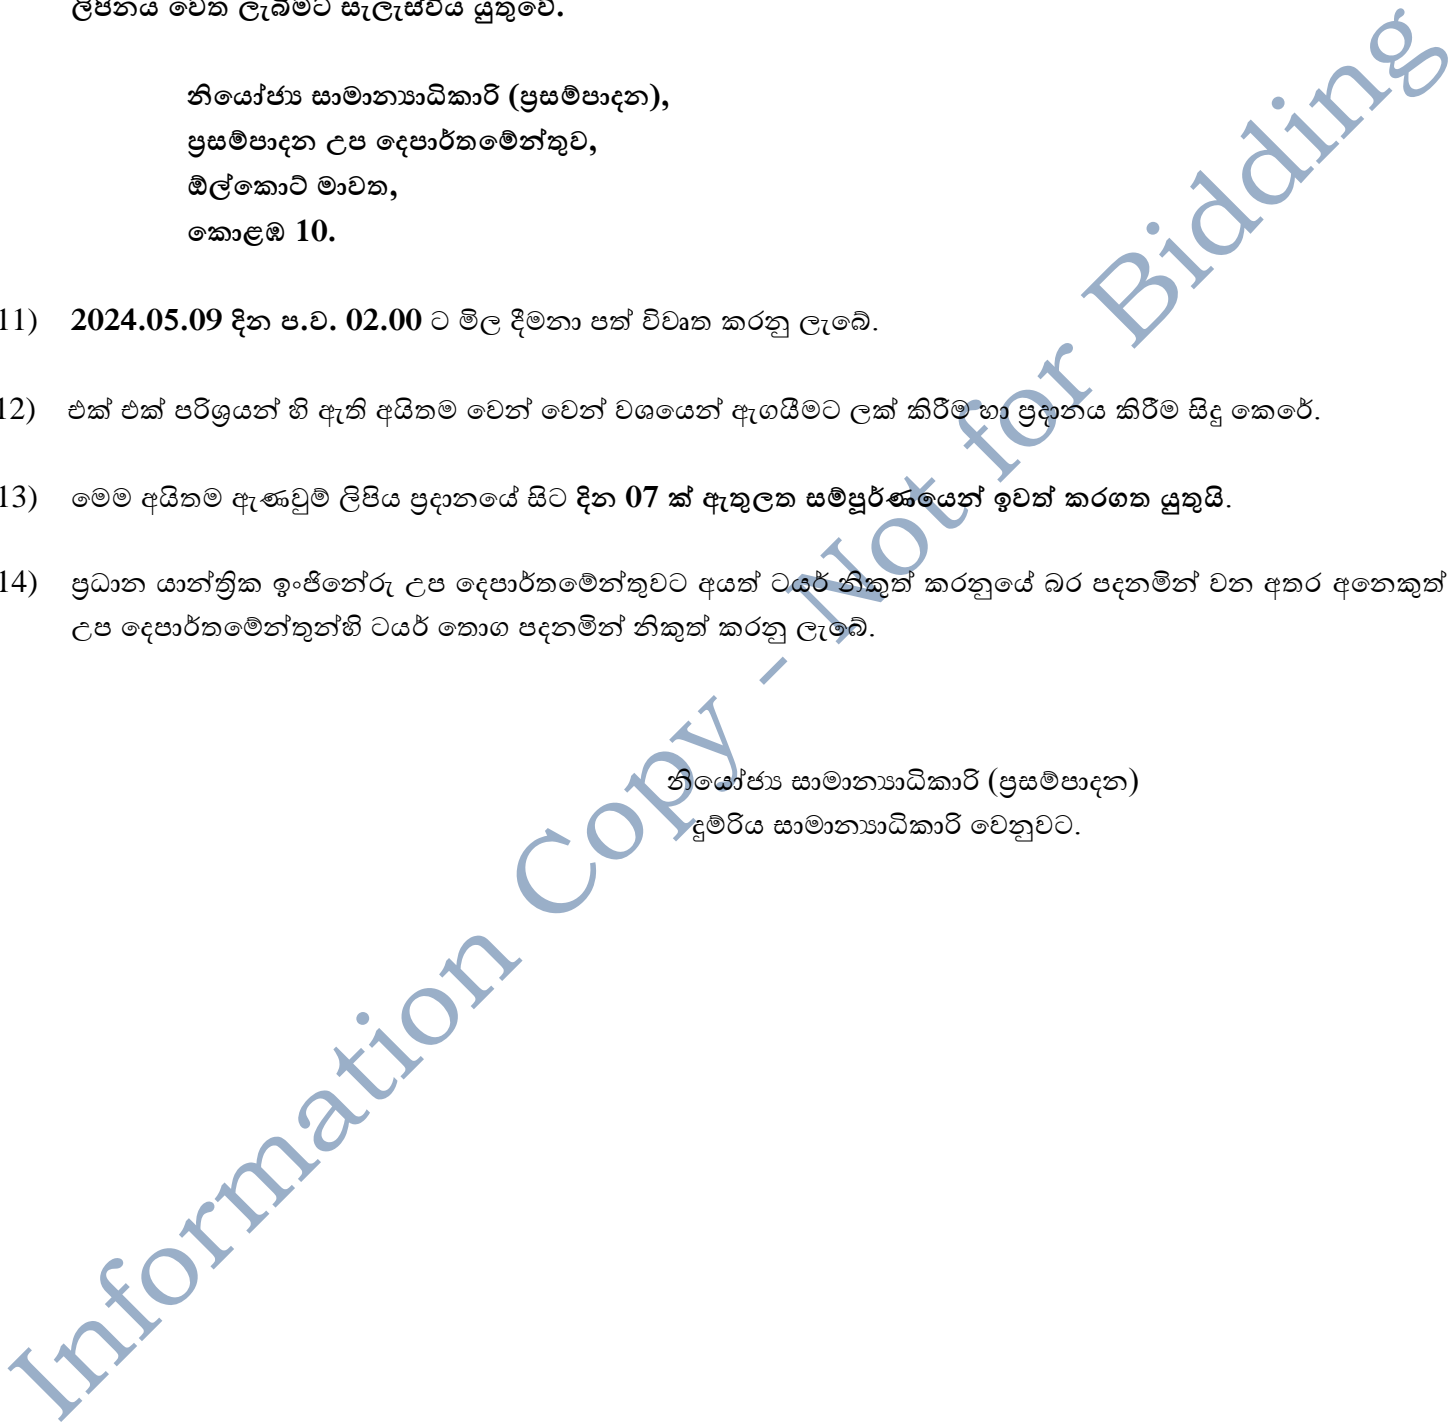 ලිපිනය වෙත ලැබීමට සැලැස්විය යුතුවේ.
නියෝජ්‍ය සාමාන්‍යාධිකාරි (ප්‍රසම්පාදන),
ප්‍රසම්පාදන උප දෙපාර්තමේන්තුව,
ඕල්කොට් මාවත,
කොළඹ 10.
11) 2024.05.09 දින ප.ව. 02.00 ට මිල දීමනා පත් විවෘත කරනු ලැබේ.
12) එක් එක් පරිශ්‍රයන් හි ඇති අයිතම වෙන් වෙන් වශයෙන් ඇගයීමට ලක් කිරීම හා ප්‍රදානය කිරීම සිදු කෙරේ.
13) මෙම අයිතම ඇණවුම් ලිපිය ප්‍රදානයේ සිට දින 07 ක් ඇතුලත සම්පූර්ණයෙන් ඉවත් කරගත යුතුයි.
14) ප්‍රධාන යාන්ත්‍රික ඉංජිනේරු උප දෙපාර්තමේන්තුවට අයත් ටයර් නිකුත් කරනුයේ බර පදනමින් වන අතර අනෙකුත්
උප දෙපාර්තමේන්තුන්හි ටයර් තොග පදනමින් නිකුත් කරනු ලැබේ.
නියෝජ්‍ය සාමාන්‍යාධිකාරි (ප්‍රසම්පාදන)
දුම්රිය සාමාන්‍යාධිකාරි වෙනුවට.
Information Copy - Not for Bidding